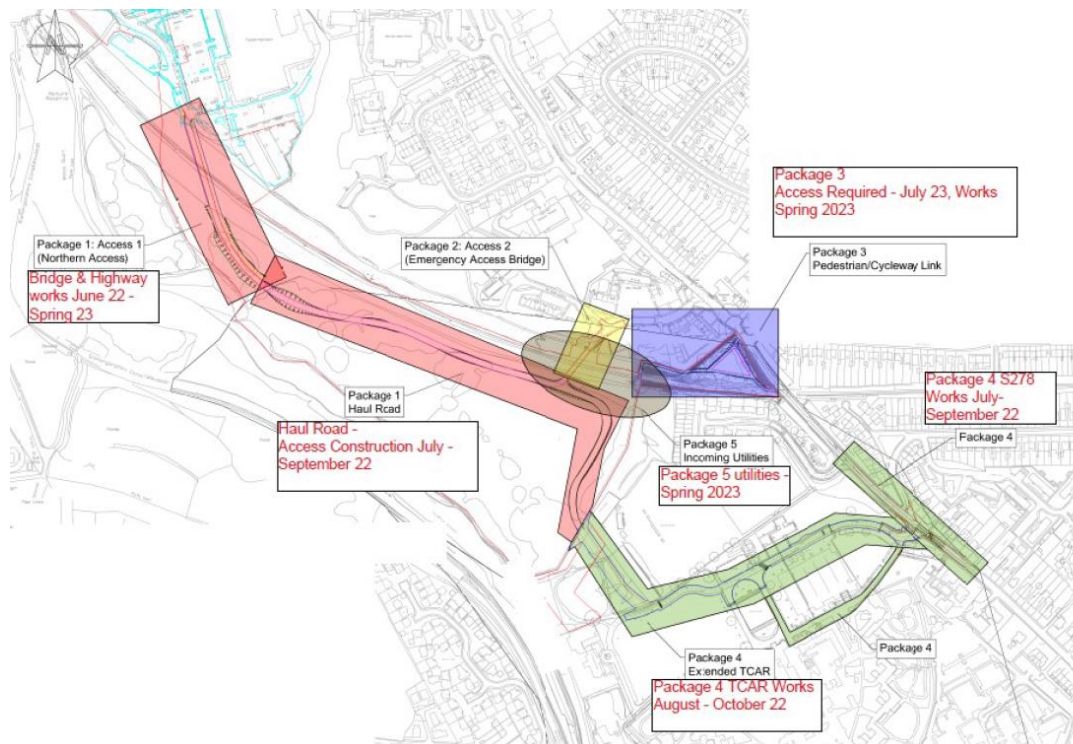 Package 3
Access Required - July 23, Works
Spring 2023
Package 1: Access 1
(Northern Access)
Package 2: Access 2
(Emergency Access Bridge)
Package 3
Pedestrian/Cycleway Link
Bridge & Highway
works June 22 -
Spring 23
Package 1
Haul Road
Haul Road -
Access Construction July -
September 22
Package 5
Incoming Utilities
Package 5 utilities -
Spring 2023
Package 4 S278
Works July-
September 22
Package 4
Package 4
Package 4
Extended TCAR
Package 4 TCAR Works
August - October 22